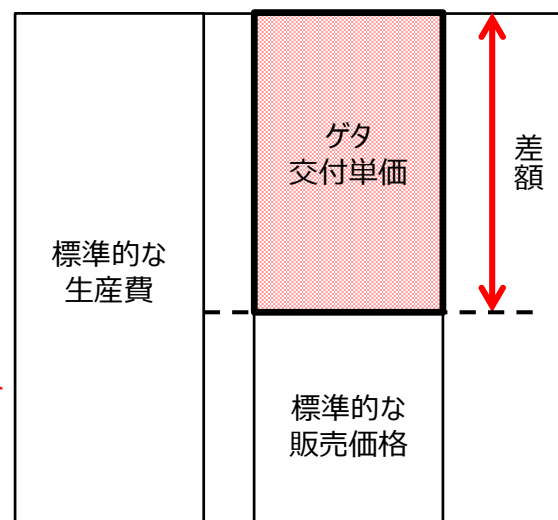 標準的な
生産費
ゲタ
交付単価
標準的な
販売価格
差額